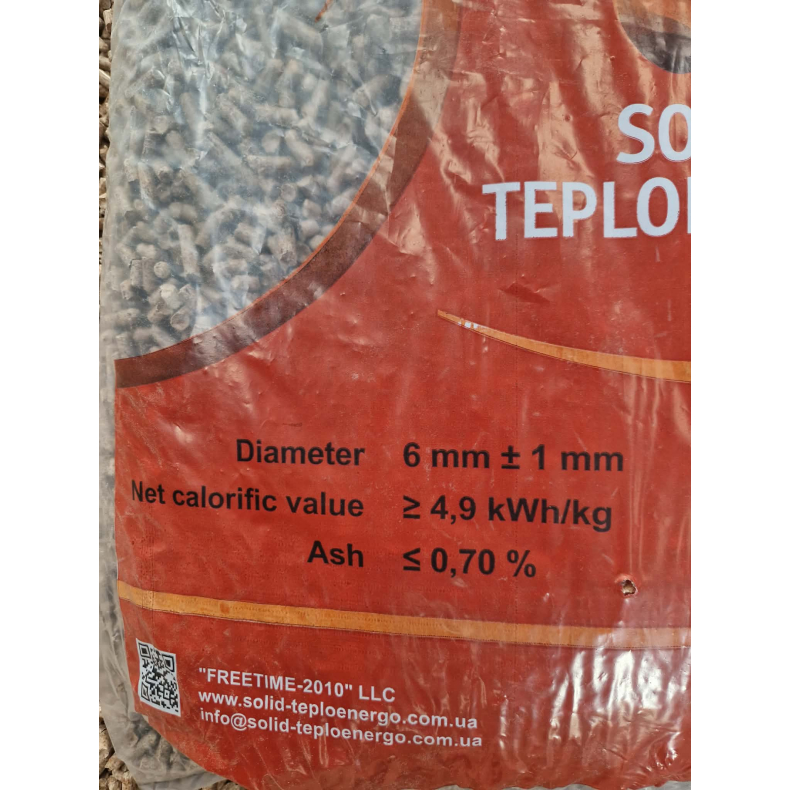 SO
TEPLO
Diameter 6 mm ± 1 mm
Net calorific value ≥ 4,9 kWh/kg
Ash ≤ 0,70 %
"FREETIME-2010" LLC
www.solid-teploenergo.com.ua
info@solid-teploenergo.com.ua